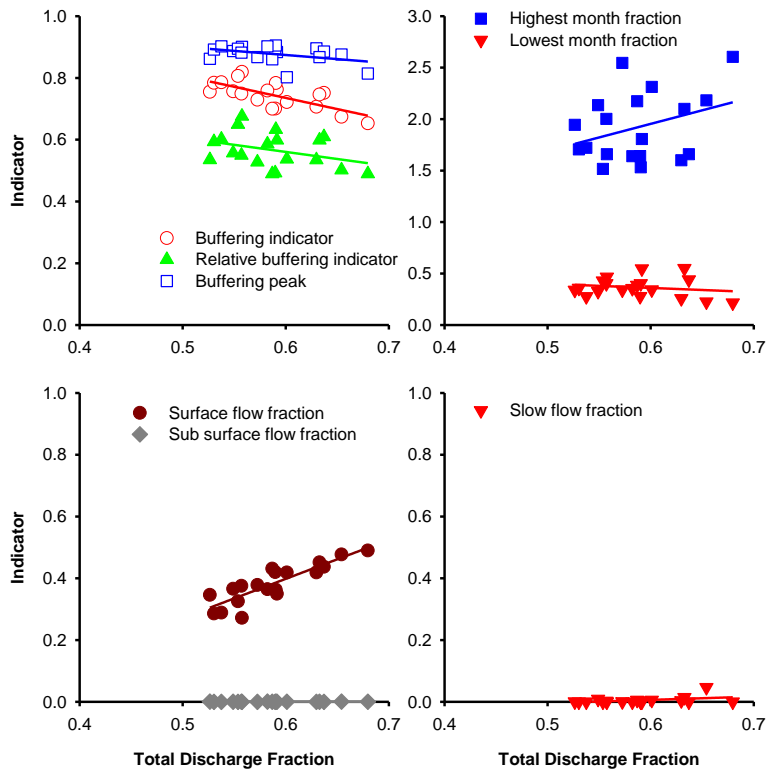 1.0
0.8
0.6
0.4
0.2
0.0
Indicator
Buffering indicator
Relative buffering indicator
Buffering peak
0.4 0.5 0.6 0.7
3.0
2.5
2.0
1.5
1.0
0.5
0.0
Highest month fraction
Lowest month fraction
0.4 0.5 0.6 0.7
1.0
0.8
0.6
0.4
0.2
0.0
Indicator
Surface flow fraction
Sub surface flow fraction
0.4 0.5 0.6 0.7
Total Discharge Fraction
1.0
0.8
0.6
0.4
0.2
0.0
Slow flow fraction
0.4 0.5 0.6 0.7
Total Discharge Fraction